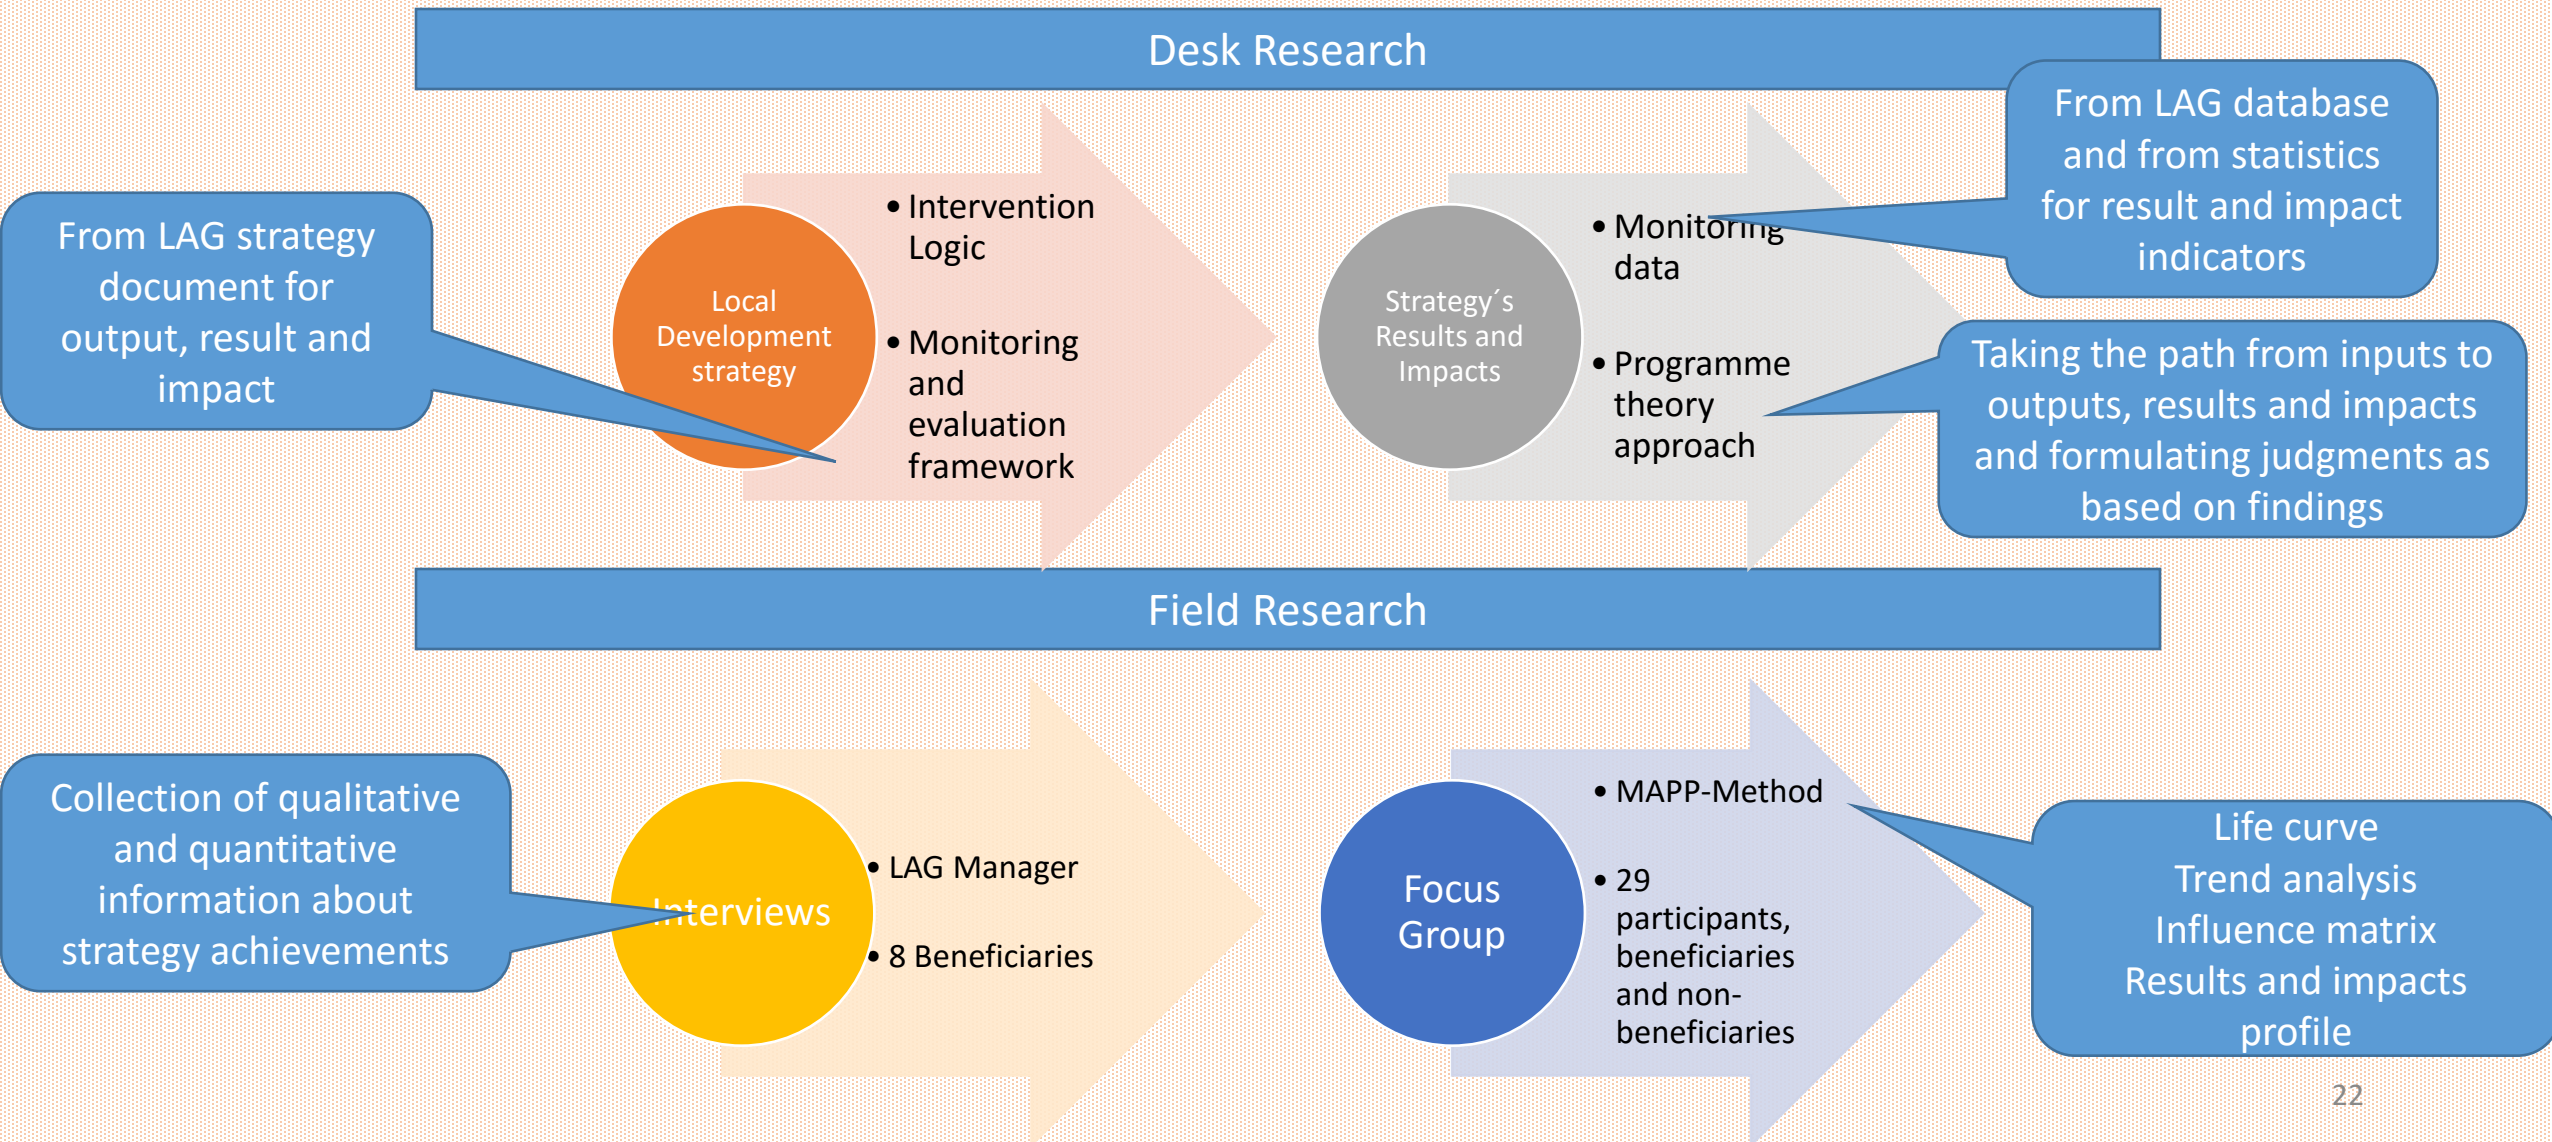 Desk Research
From LAG strategy
document for
output, result and
impact
Local
Development
strategy
• Intervention
Logic
• Monitoring
and
evaluation
framework
Strategy´s
Results and
Impacts
• Monitoring
data
• Programme
theory
approach
From LAG database
and from statistics
for result and impact
indicators
Taking the path from inputs to
outputs, results and impacts
and formulating judgments as
based on findings
Field Research
Collection of qualitative
and quantitative
information about
strategy achievements
Interviews
• LAG Manager
• 8 Beneficiaries
Focus
Group
• MAPP-Method
• 29
participants,
beneficiaries
and non-
beneficiaries
Life curve
Trend analysis
Influence matrix
Results and impacts
profile
22